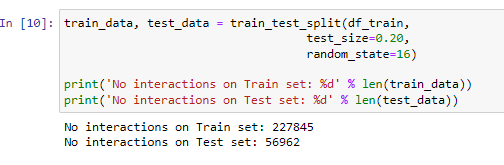 In [10]: train_data, test_data = train_test_split(df_train,
test_size=0.20,
random_state=16)
print('No interactions on Train set: %d' % len(train_data))
print('No interactions on Test set: %d' % len(test_data))
No interactions on Train set: 227845
No interactions on Test set: 56962